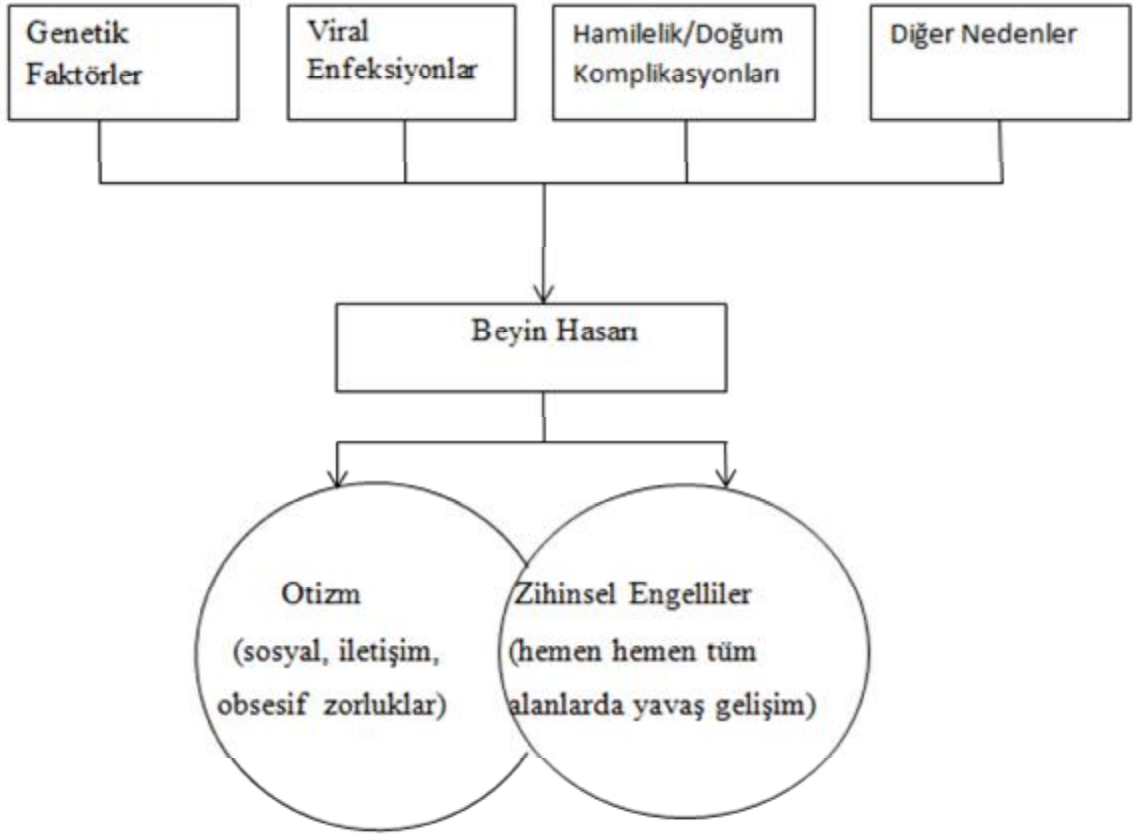 Genetik
Faktörler
Viral
Enfeksiyonlar
Hamilelik/Doğum
Komplikasyonları
Diğer Nedenler
Beyin Hasarı
Otizm
(sosyal, iletişim,
obsesif zorluklar)
Zihinsel Engelliler
(hemen hemen tüm
alanlarda yavaş gelişim)